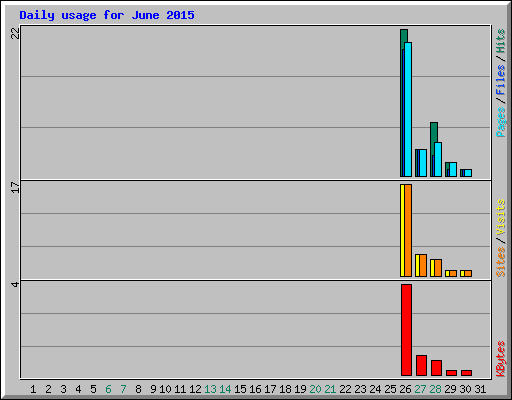 Daily usage for June 2015
22
17
4
Pages/Files/Hits
Sites/Visits
KBytes
1 2 3 4 5 6 7 8 9 10 11 12 13 14 15 16 17 18 19 20 21 22 23 24 25 26 27 28 29 30 31